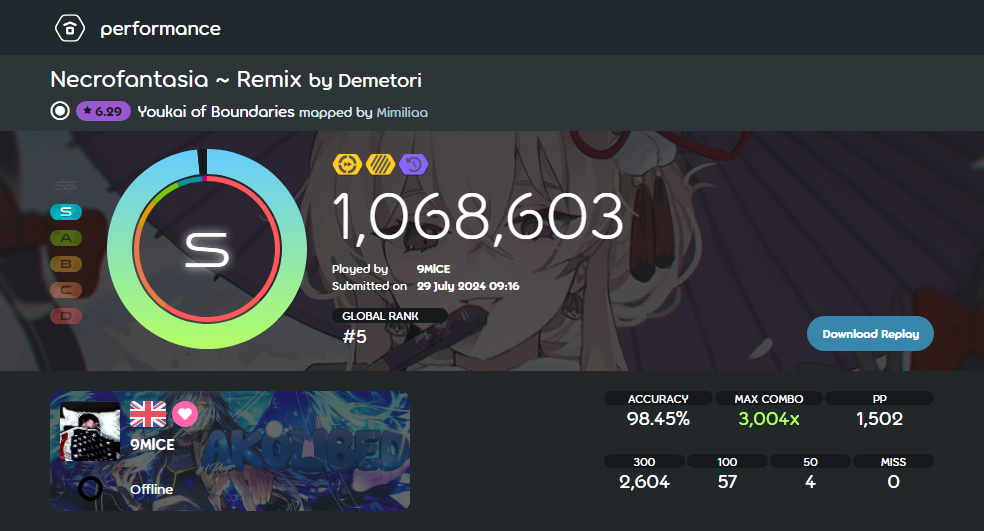 performance
Necrofantasia ~ Remix by Demetori
★ 6.29 Youkai of Boundaries mapped by Mimiliaa
SS
S
A
B
C
D
S
1,068,603
Played by 9MICE
Submitted on 29 July 2024 09:16
GLOBAL RANK
#5
Download Replay
9MICE
Offline
AKOLIBED
ACCURACY MAX COMBO PP
98.45% 3,004x 1,502
300 100 50 MISS
2,604 57 4 0